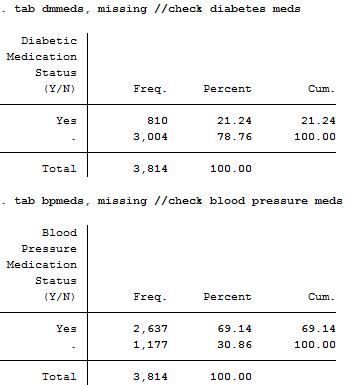 . tab dmmeds, missing //check diabetes meds
Diabetic
Medication
Status
(Y/N) Freq. Percent Cum.
Yes 810 21.24 21.24
. 3,004 78.76 100.00
Total 3,814 100.00
. tab bpmeds, missing //check blood pressure meds
Blood
Pressure
Medication
Status
(Y/N) Freq. Percent Cum.
Yes 2,637 69.14 69.14
. 1,177 30.86 100.00
Total 3,814 100.00